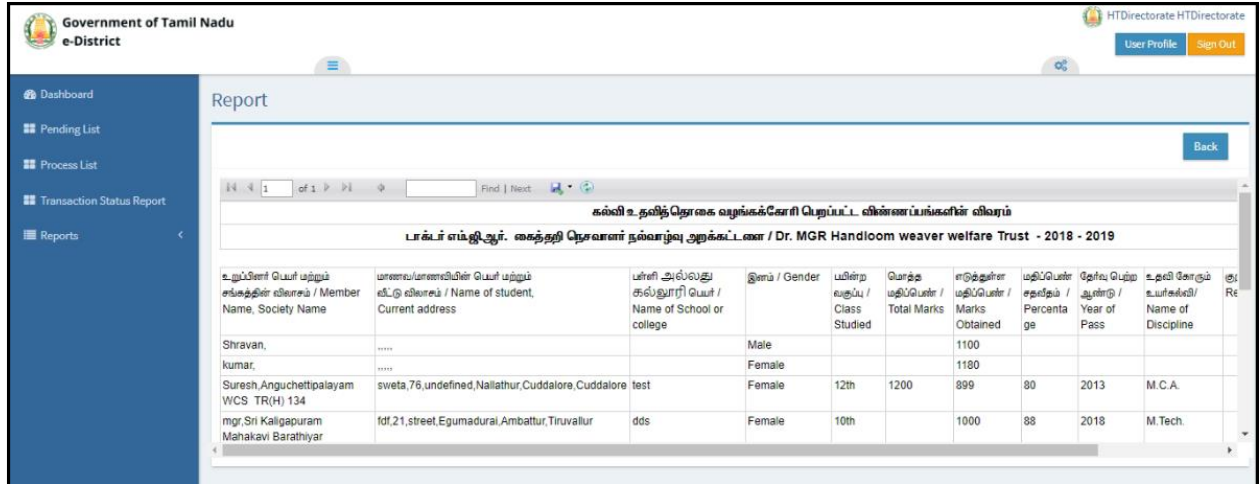 Government of Tamil Nadu
e-District
HTDirectorate HTDirectorate
User Profile
Sign Out
Dashboard
Pending List
Process List
Transaction Status Report
Reports
Report
Back
1 of 1
Find | Next
கல்வி உதவித்தொகை வழங்கக்கோரி பெறப்பட்ட விண்ணப்பங்களின் விவரம்
டாக்டர் எம்.ஜி.ஆர். கைத்தறி நெசவாளர் நல்வாழ்வு அறக்கட்டளை / Dr. MGR Handloom weaver welfare Trust - 2018 - 2019
உறுப்பினர் பெயர் மற்றும்
சங்கத்தின் விலாசம் / Member
Name, Society Name
மாணவ/மாணவியின் பெயர் மற்றும்
வீட்டு விலாசம் / Name of student,
Current address
பள்ளி அல்லது
கல்லூரி பெயர் /
Name of School or
college
இனம் / Gender
பயின்ற
வகுப்பு /
Class
Studied
மொத்த
மதிப்பெண் /
Total Marks
எடுத்துள்ள
மதிப்பெண் /
Marks
Obtained
மதிப்பெண்
சதவீதம் /
Percenta
ge
தேர்வு பெற்ற
ஆண்டு /
Year of
Pass
உதவி கோரும்
உயர்கல்வி/
Name of
Discipline
Re
Shravan, ,,,,, Male 1100
kumar, ,,,,, Female 1180
Suresh,Anguchettipalayam sweta,76,undefined,Nallathur,Cuddalore,Cuddalore test Female 12th 1200 899 80 2013 M.C.A.
WCS TR(H) 134
mgr,Sri Kaligapuram fdf,21,street,Egumadurai,Ambattur,Tiruvallur dds Female 10th 1000 88 2018 M.Tech.
Mahakavi Barathiyar